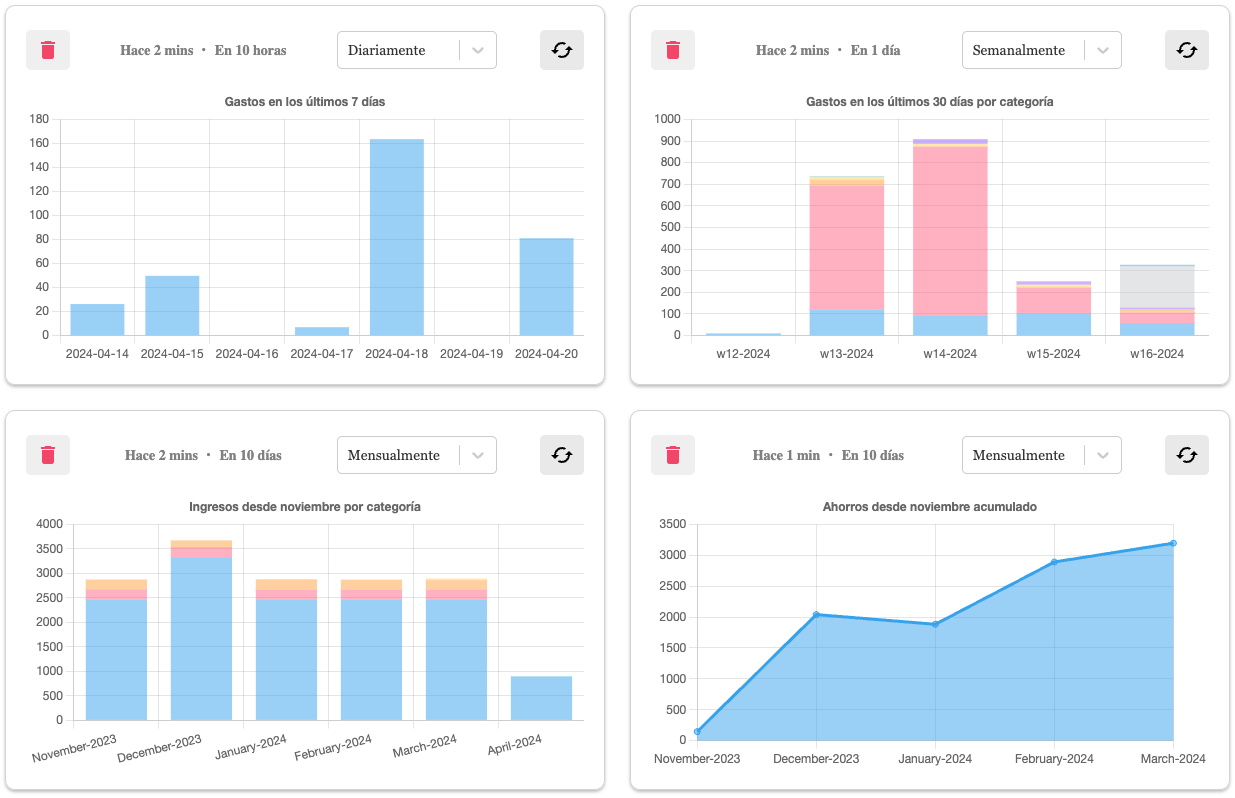 Hace 2 mins • En 10 horas
Diariamente
Gastos en los últimos 7 días
180
160
140
120
100
80
60
40
20
0
2024-04-14 2024-04-15 2024-04-16 2024-04-17 2024-04-18 2024-04-19 2024-04-20
Hace 2 mins • En 1 día
Semanalmente
Gastos en los últimos 30 días por categoría
1000
900
800
700
600
500
400
300
200
100
0
w12-2024 w13-2024 w14-2024 w15-2024 w16-2024
Hace 2 mins • En 10 días
Mensualmente
Ingresos desde noviembre por categoría
4000
3500
3000
2500
2000
1500
1000
500
0
November-2023 December-2023 January-2024 February-2024 March-2024 April-2024
Hace 1 min • En 10 días
Mensualmente
Ahorros desde noviembre acumulado
3500
3000
2500
2000
1500
1000
500
0
November-2023 December-2023 January-2024 February-2024 March-2024